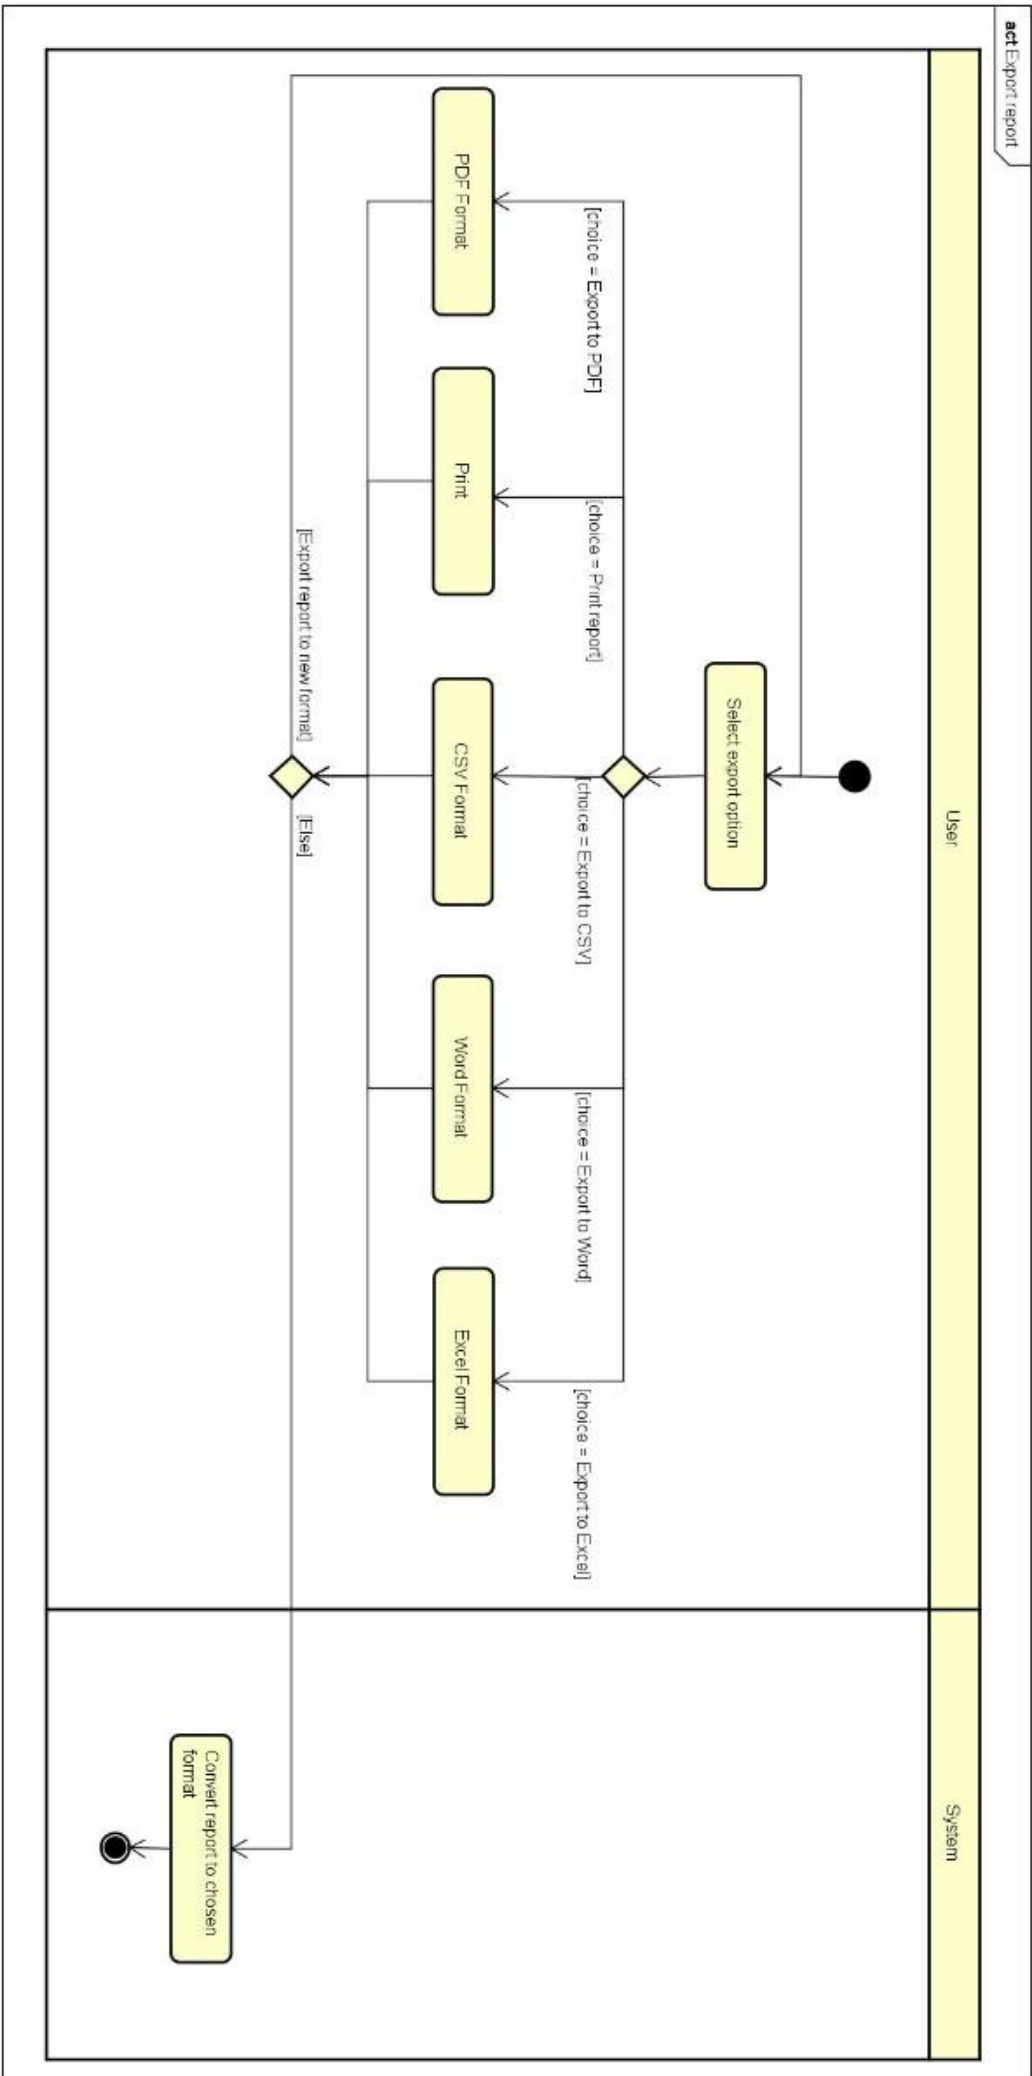 act Export report
User
System
Select export option
[choice = Export to PDF]
[choice = Print report]
[choice = Export to CSV]
[choice = Export to Word]
[choice = Export to Excel]
PDF Format
Print
CSV Format
Word Format
Excel Format
[Export report to new format]
[Else]
Convert report to chosen
format